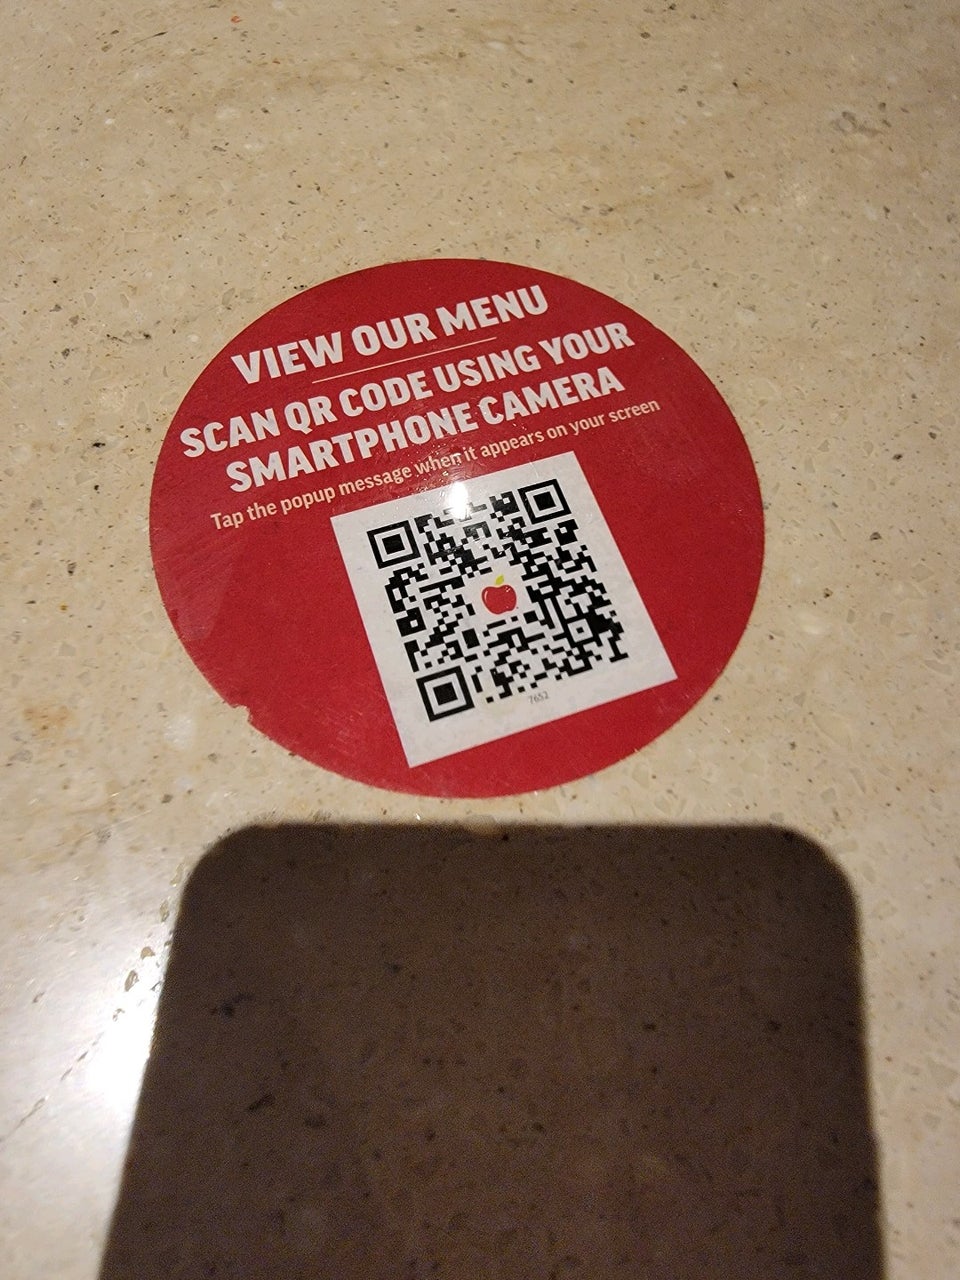 VIEW OUR MENU
SCAN QR CODE USING YOUR
SMARTPHONE CAMERA
Tap the popup message when it appears on your screen
7652